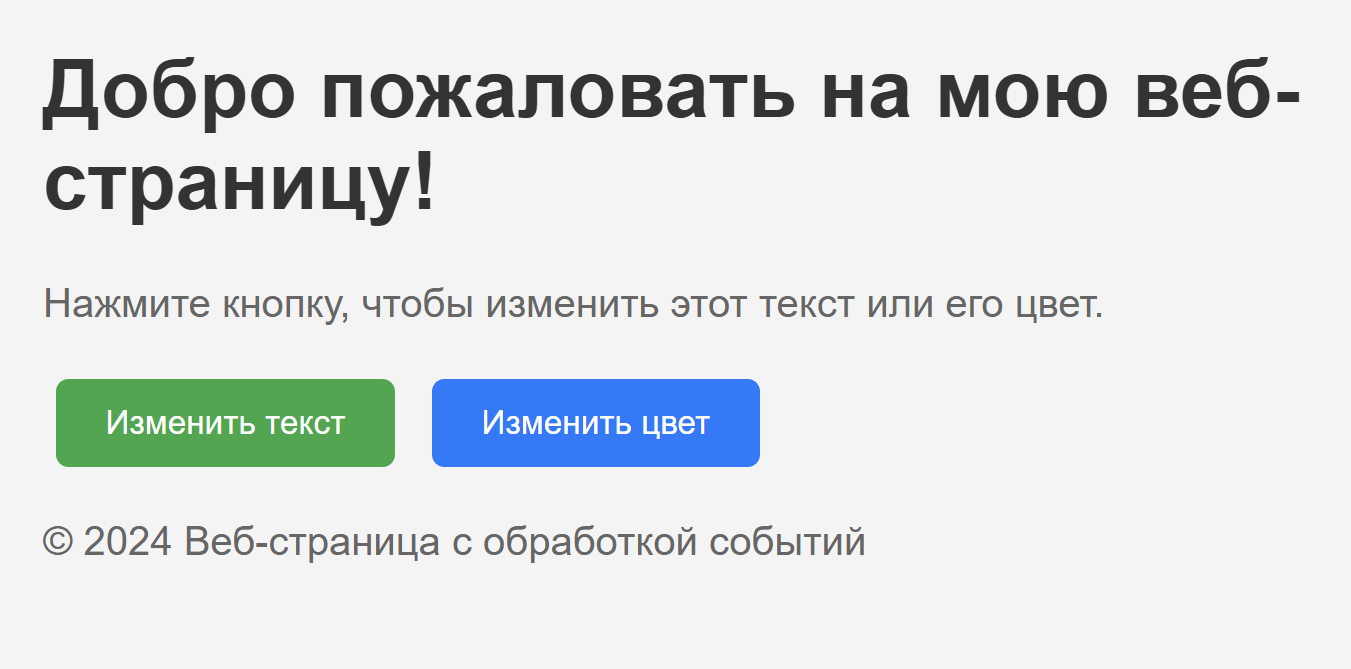 Добро пожаловать на мою веб-
страницу!
Нажмите кнопку, чтобы изменить этот текст или его цвет.
Изменить текст
Изменить цвет
© 2024 Веб-страница с обработкой событий